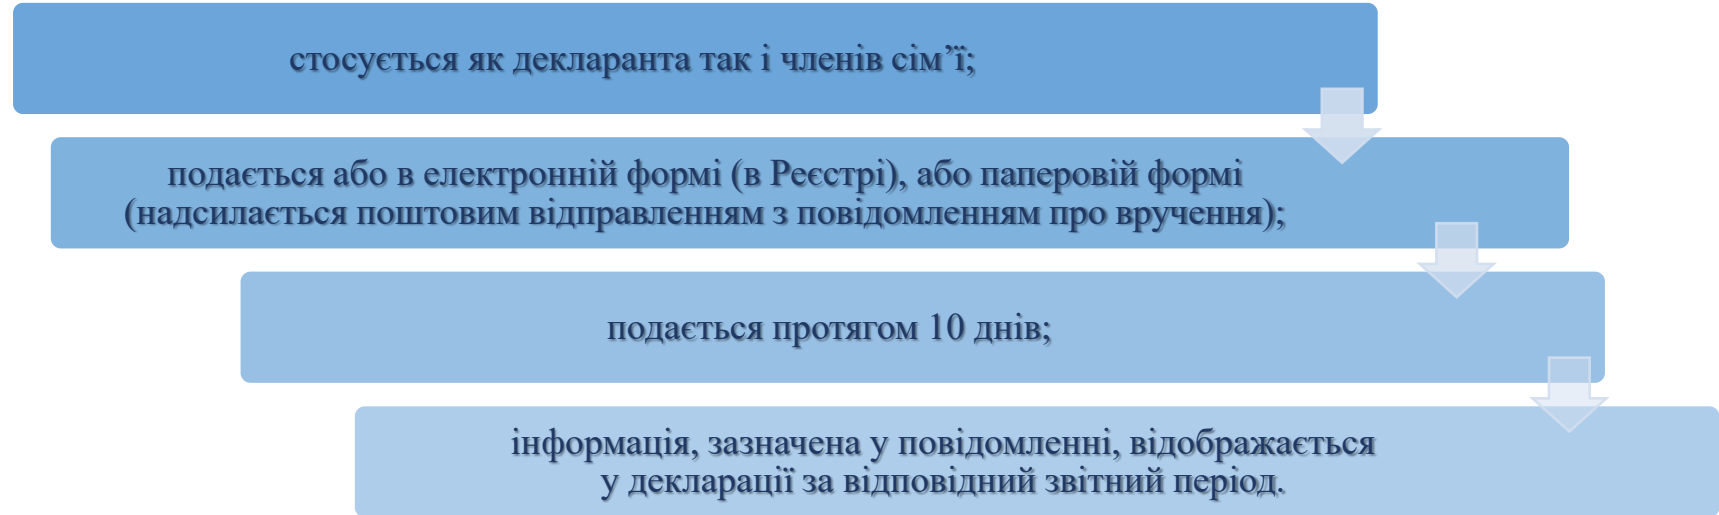 стосується як декларанта так і членів сім’ї;
подається або в електронній формі (в Реєстрі), або паперовій формі
(надсилається поштовим відправленням з повідомленням про вручення);
подається протягом 10 днів;
інформація, зазначена у повідомленні, відображається
у декларації за відповідний звітний період.